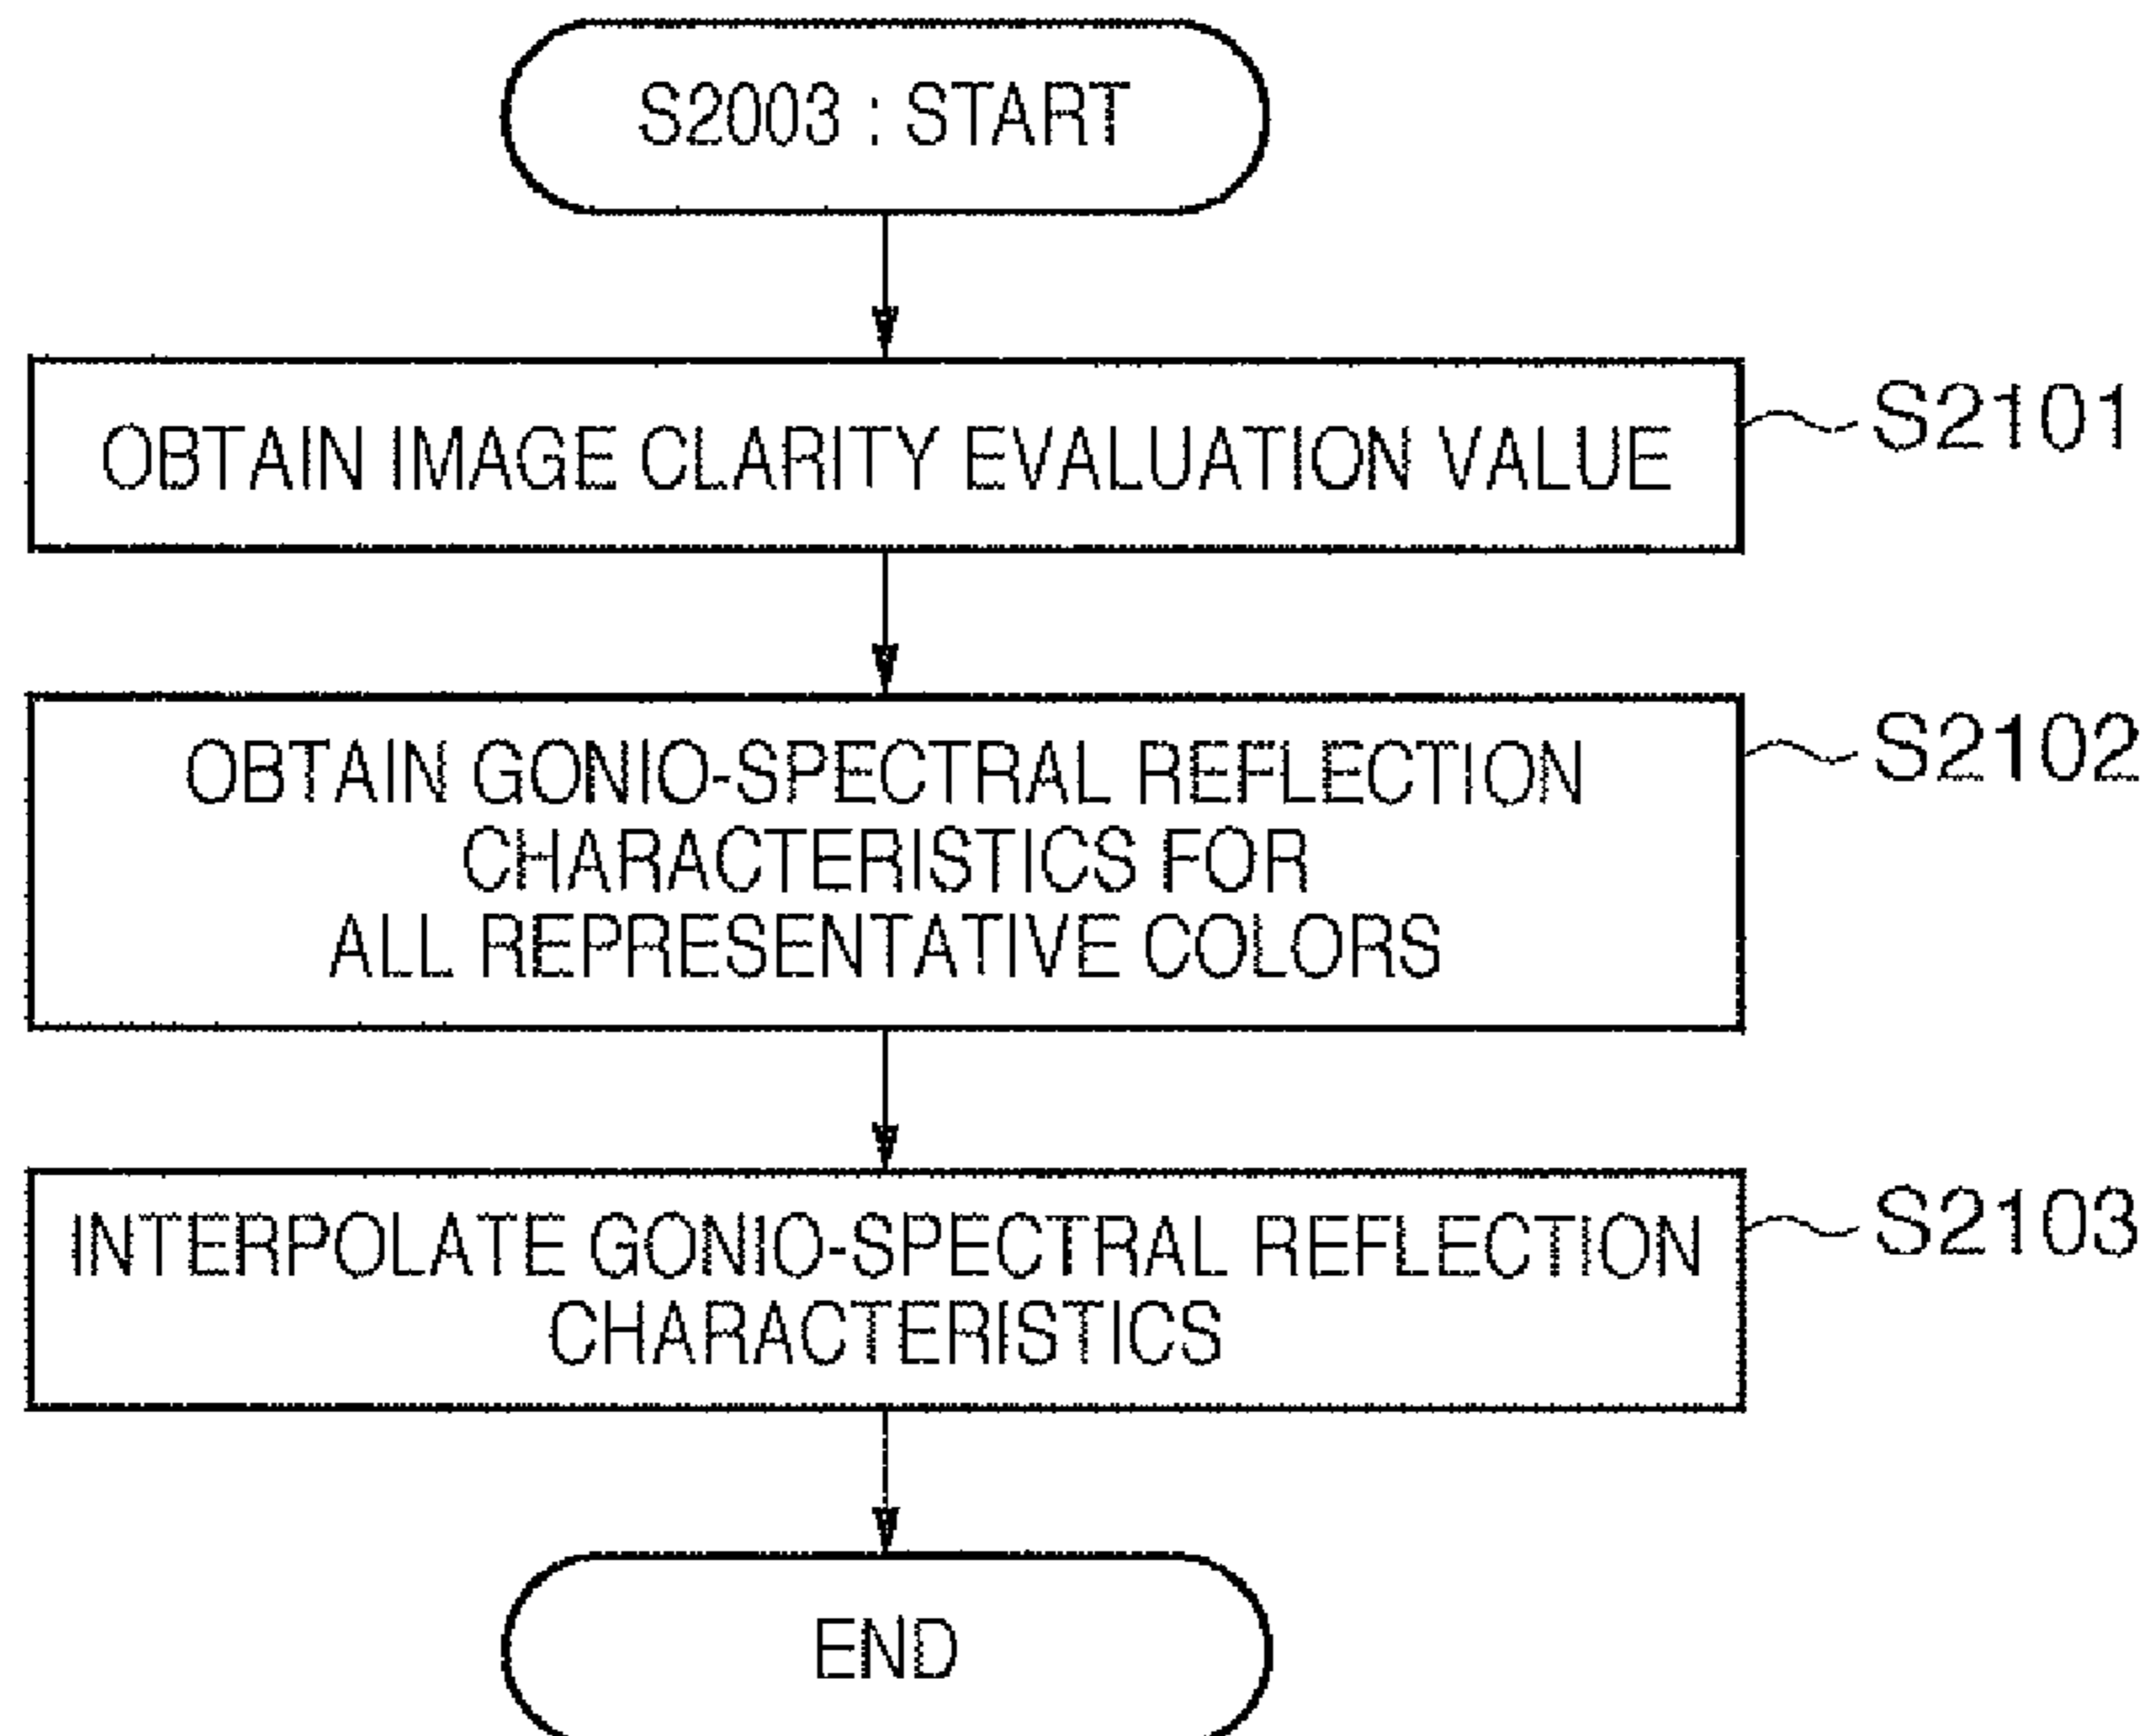 S2003 : START
OBTAIN IMAGE CLARITY EVALUATION VALUE
S2101
OBTAIN GONIO-SPECTRAL REFLECTION
CHARACTERISTICS FOR
ALL REPRESENTATIVE COLORS
S2102
INTERPOLATE GONIO-SPECTRAL REFLECTION
CHARACTERISTICS
S2103
END